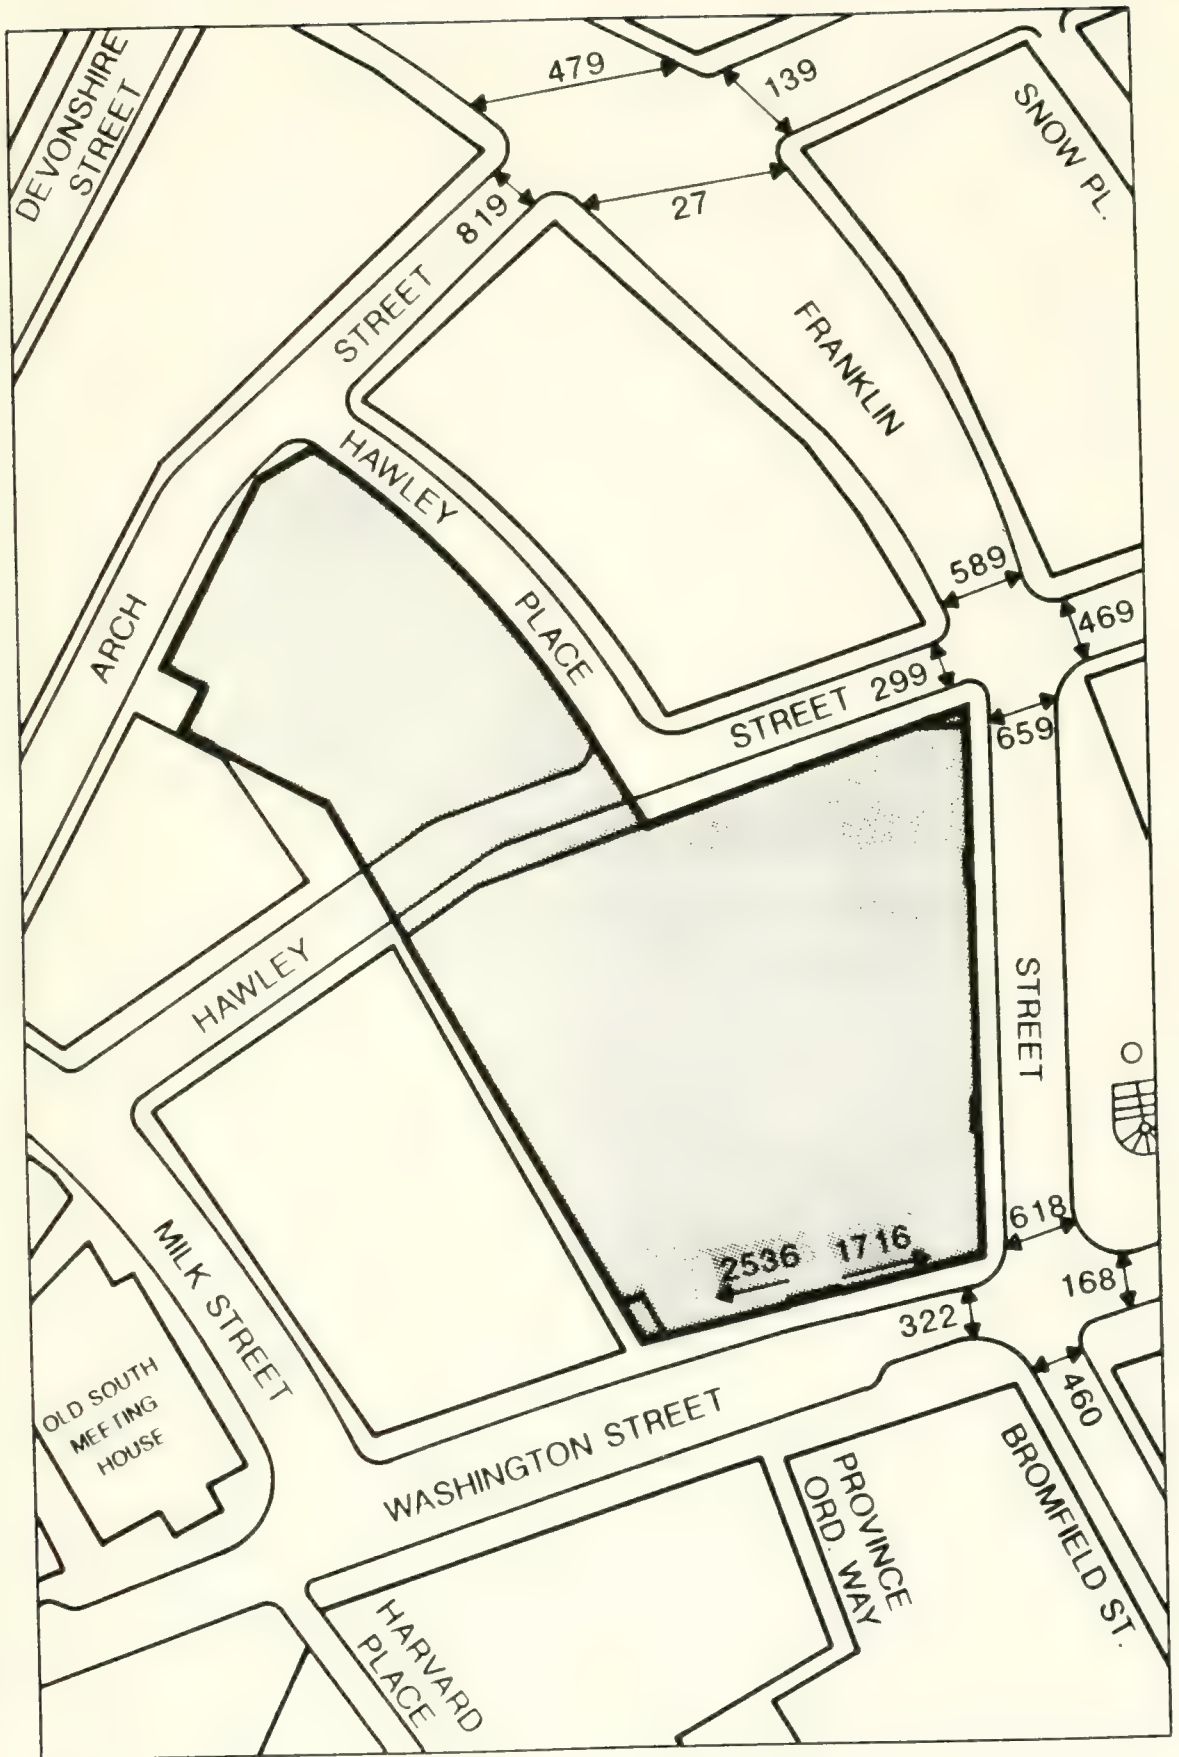 DEVONSHIRE
STREET
479
139
SNOW PL.
819
27
STREET
FRANKLIN
HAWLEY
PLACE
589
469
ARCH
STREET 299
659
HAWLEY
STREET
618
2536 1716
168
322
MILK STREET
460
OLD SOUTH
MEETING
HOUSE
WASHINGTON STREET
PROVINCE
ORD. WAY
BROMFIELD ST.
HARVARD
PLACE